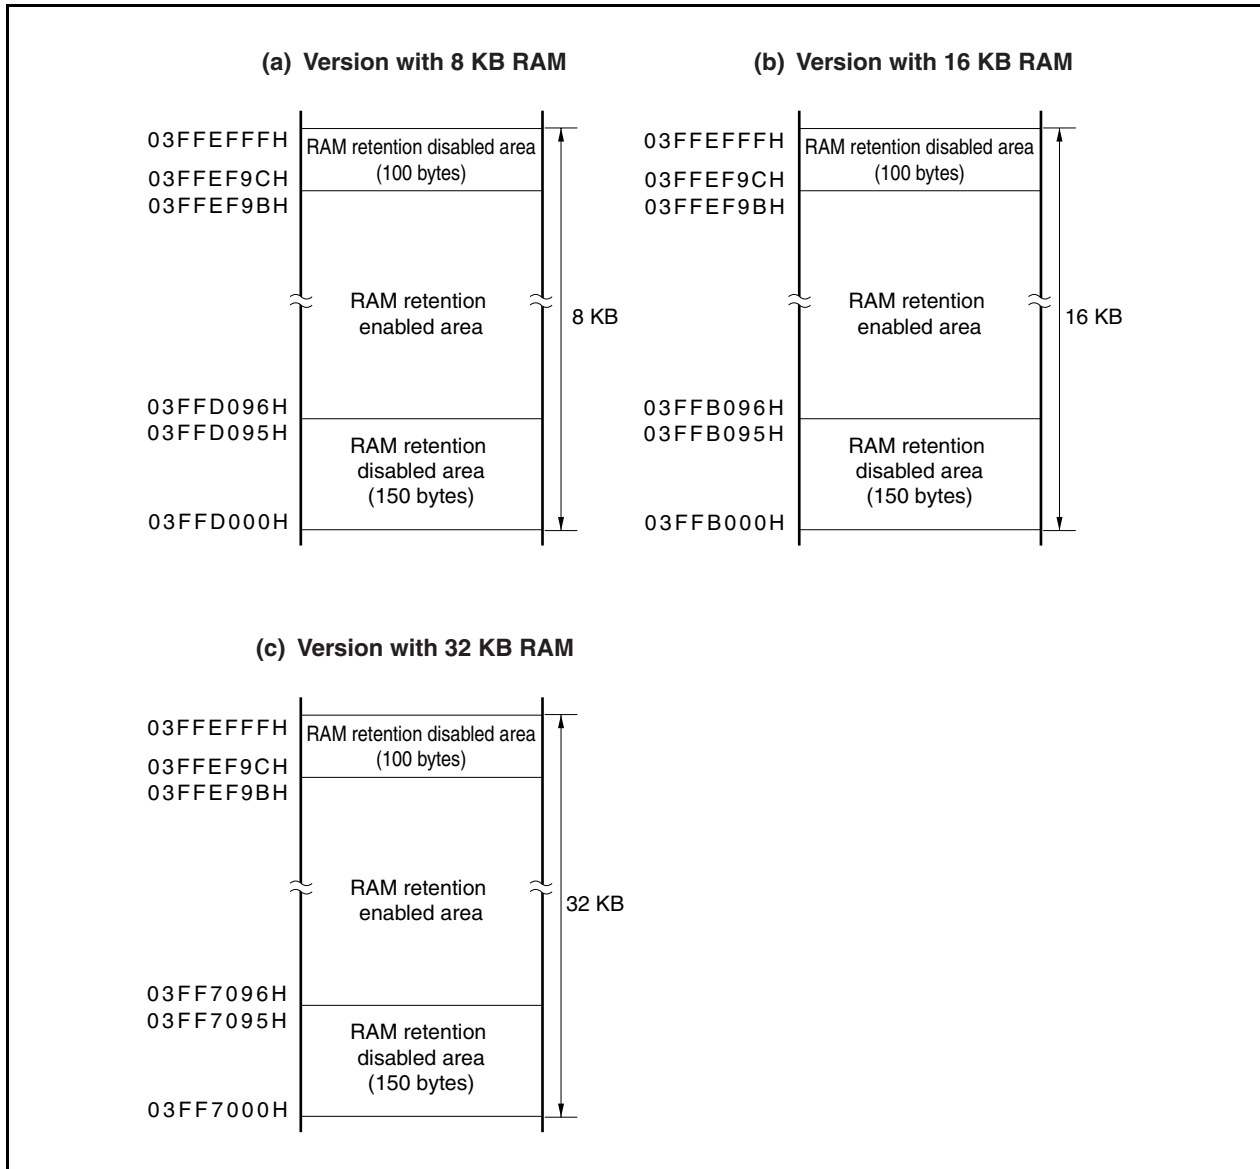 (a) Version with 8 KB RAM
03FFEFFFH
RAM retention disabled area
(100 bytes)
03FFEF9CH
03FFEF9BH
RAM retention
enabled area
8 KB
03FFD096H
03FFD095H
RAM retention
disabled area
(150 bytes)
03FFD000H
(b) Version with 16 KB RAM
03FFEFFFH
RAM retention disabled area
(100 bytes)
03FFEF9CH
03FFEF9BH
RAM retention
enabled area
16 KB
03FFB096H
03FFB095H
RAM retention
disabled area
(150 bytes)
03FFB000H
(c) Version with 32 KB RAM
03FFEFFFH
RAM retention disabled area
(100 bytes)
03FFEF9CH
03FFEF9BH
RAM retention
enabled area
32 KB
03FF7096H
03FF7095H
RAM retention
disabled area
(150 bytes)
03FF7000H